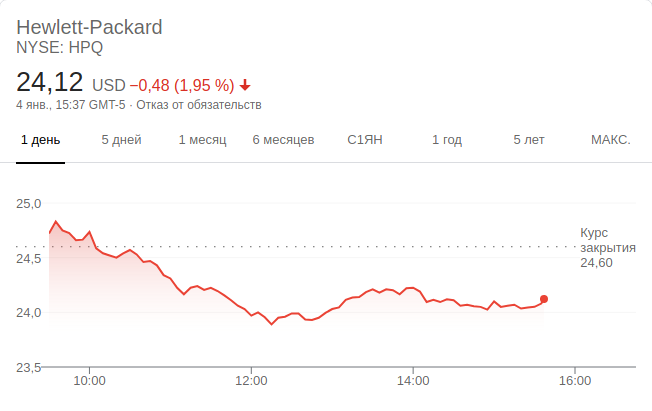 Hewlett-Packard
NYSE: HPQ
24,12 USD −0,48 (1,95 %)
4 янв., 15:37 GMT-5 · Отказ от обязательств
1 день 5 дней 1 месяц 6 месяцев С1ЯН 1 год 5 лет МАКС.
25,0
Курс
закрытия
24,60
24,5
24,0
23,5
10:00 12:00 14:00 16:00